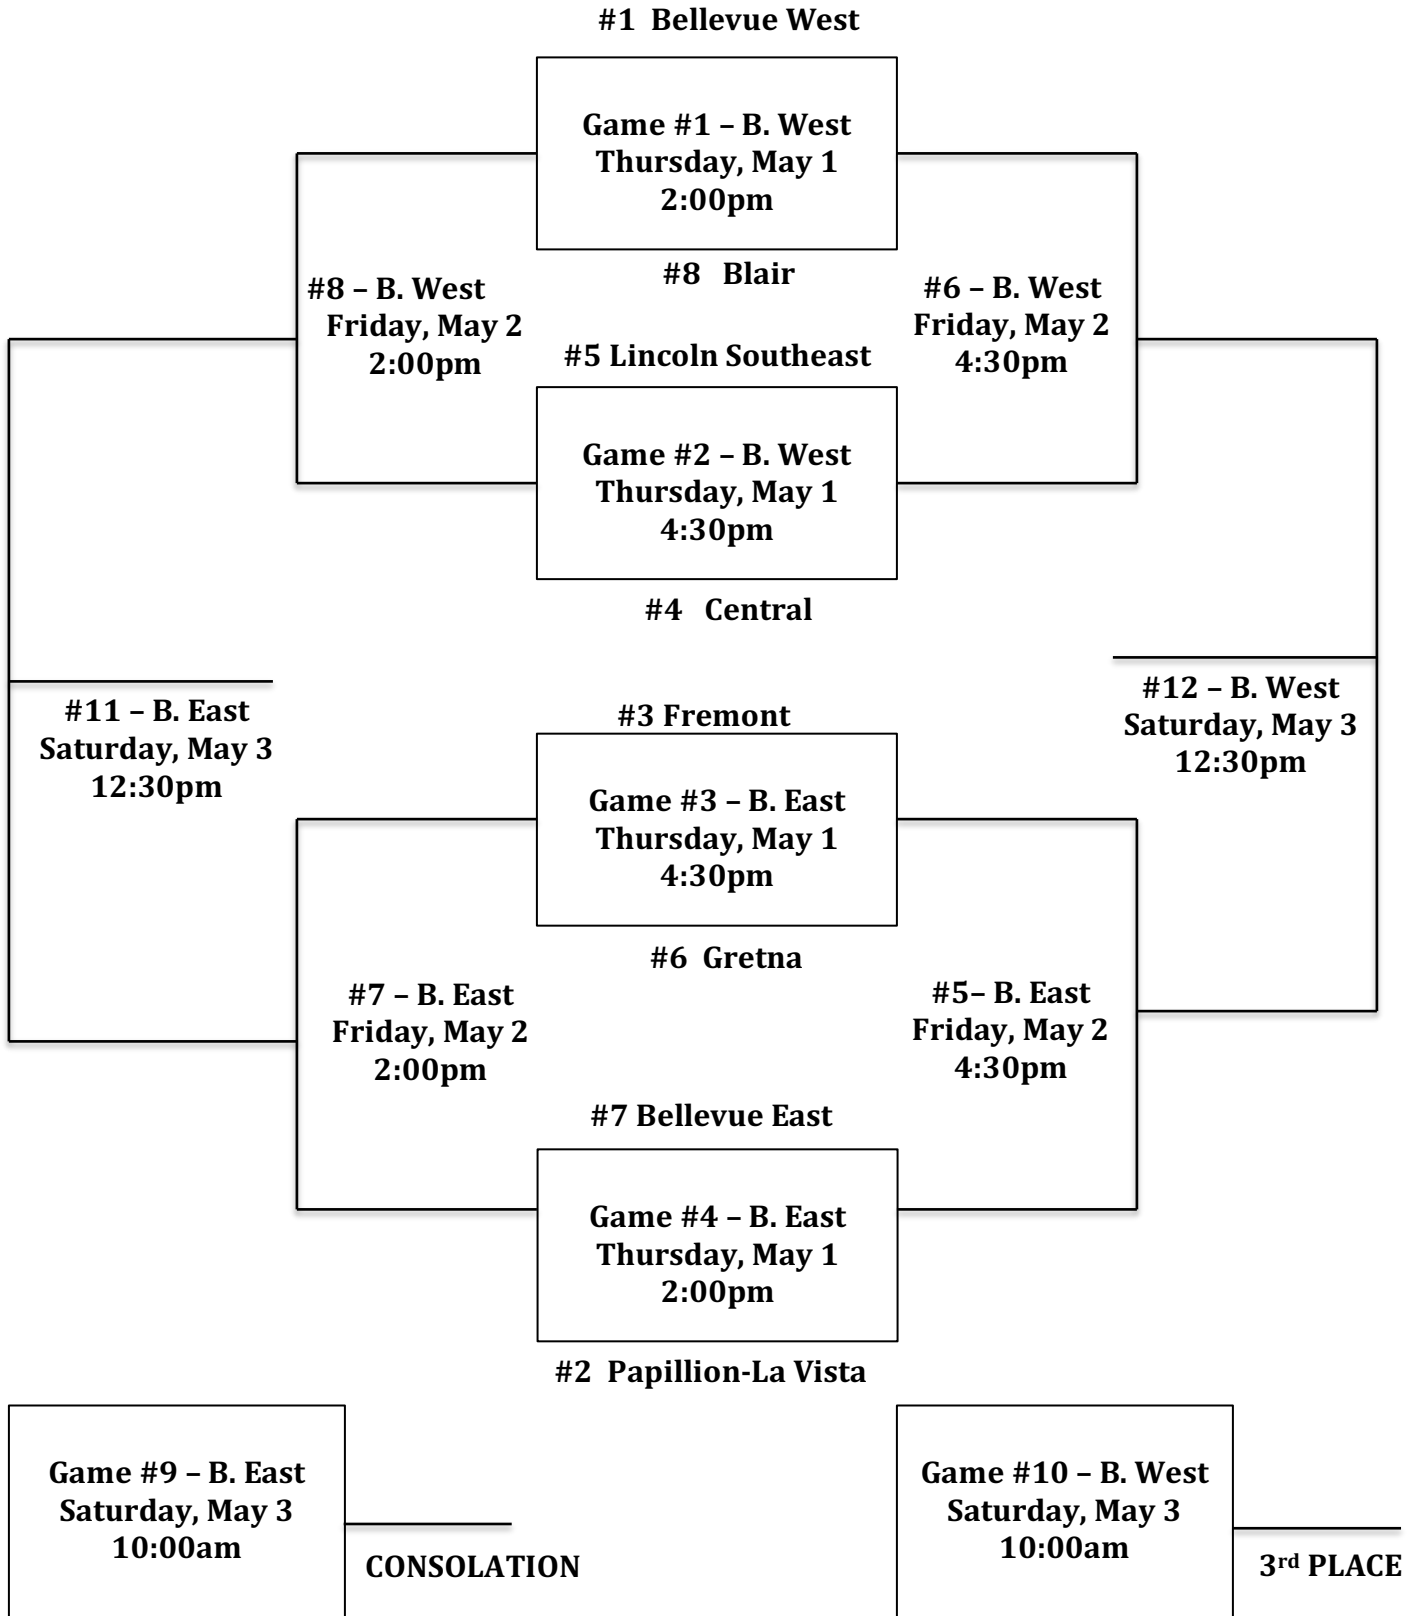 #1  Bellevue West
Game #1 – B. West
Thursday, May 1
2:00pm
#8   Blair
#8 – B. West
Friday, May 2
2:00pm
#6 – B. West
Friday, May 2
4:30pm
#5 Lincoln Southeast
Game #2 – B. West
Thursday, May 1
4:30pm
#4   Central
#11 – B. East
Saturday, May 3
12:30pm
#12 – B. West
Saturday, May 3
12:30pm
#3 Fremont
Game #3 – B. East
Thursday, May 1
4:30pm
#6  Gretna
#7 – B. East
Friday, May 2
2:00pm
#5– B. East
Friday, May 2
4:30pm
#7 Bellevue East
Game #4 – B. East
Thursday, May 1
2:00pm
#2  Papillion-La Vista
Game #9 – B. East
Saturday, May 3
10:00am
CONSOLATION
Game #10 – B. West
Saturday, May 3
10:00am
3rd PLACE